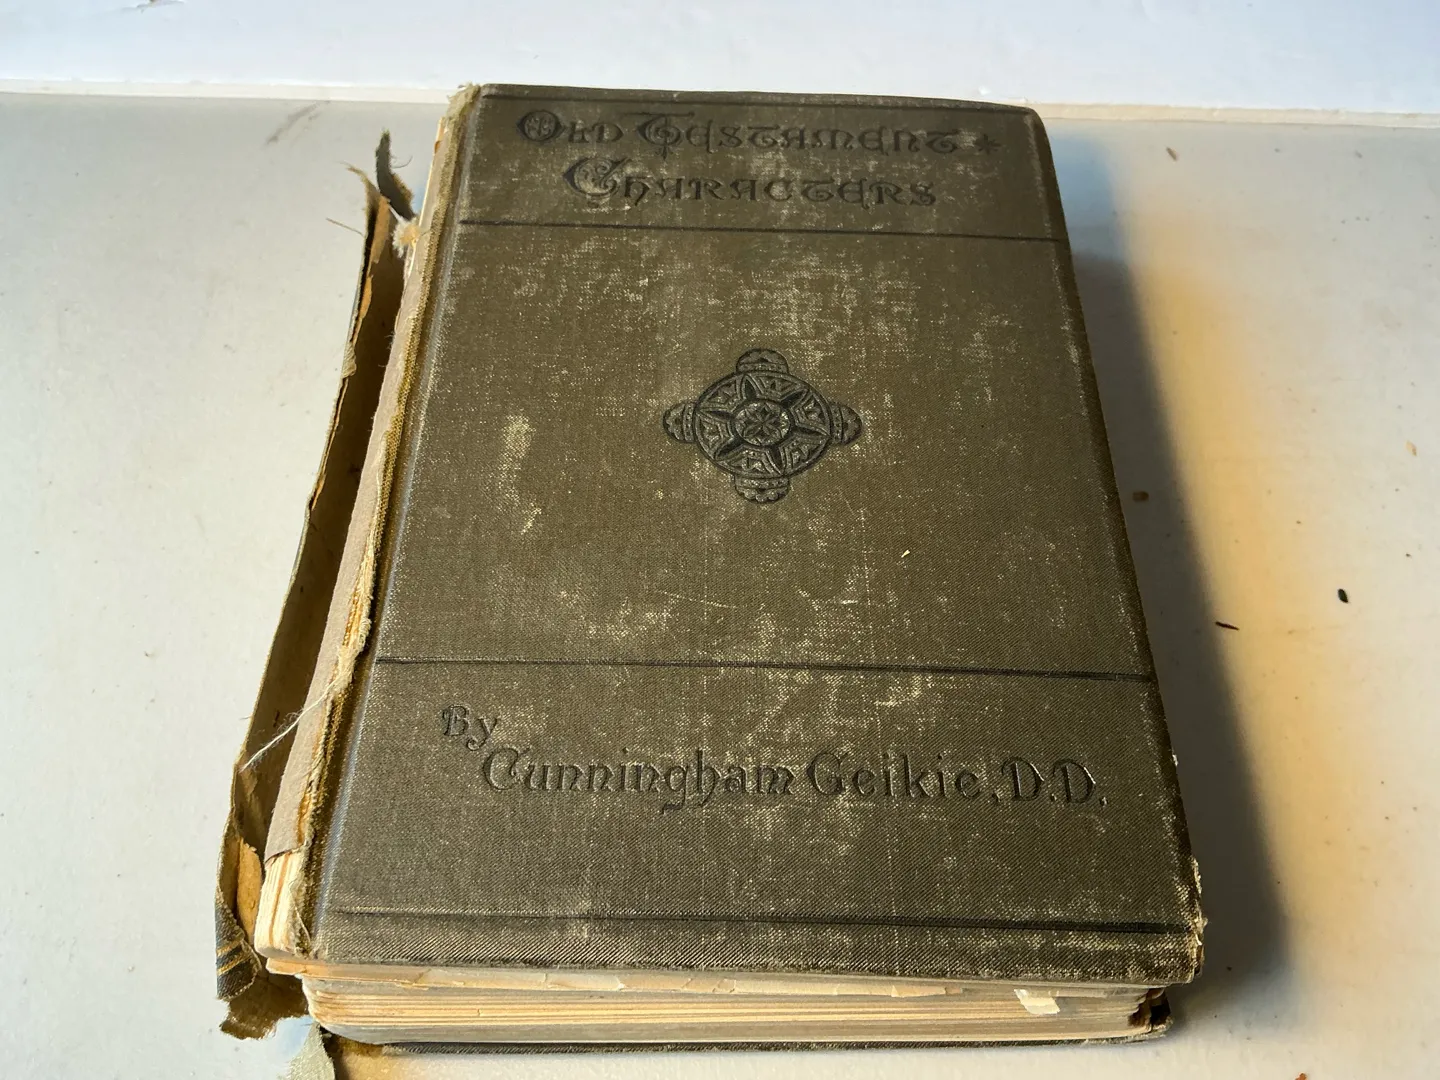 OLD TESTAMENT *
CHARACTERS
By
Cunningham Geikie, D.D.